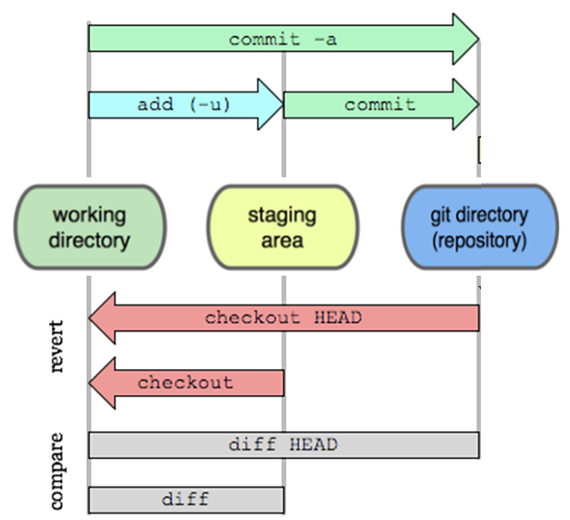 commit -a
add (-u)
commit
working
directory
staging
area
git directory
(repository)
revert
checkout HEAD
checkout
compare
diff HEAD
diff